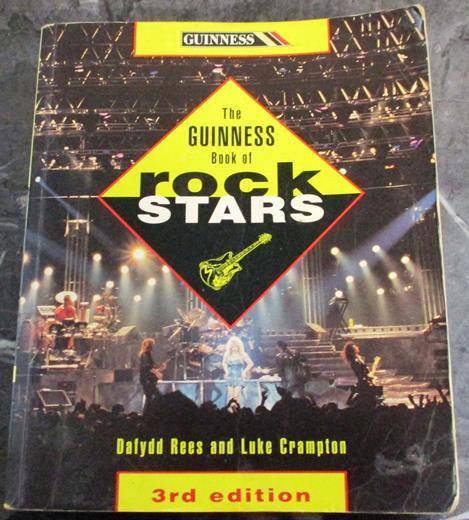 GUINNESS
The
GUINNESS
Book of
rock
STARS
Dafydd Rees and Luke Crampton
3rd edition